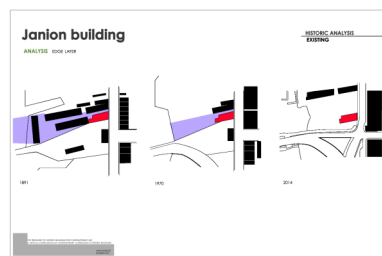 Janion building
HISTORIC ANALYSIS
EXISTING
ANALYSIS EDGE LAYER
1891
1970
2014